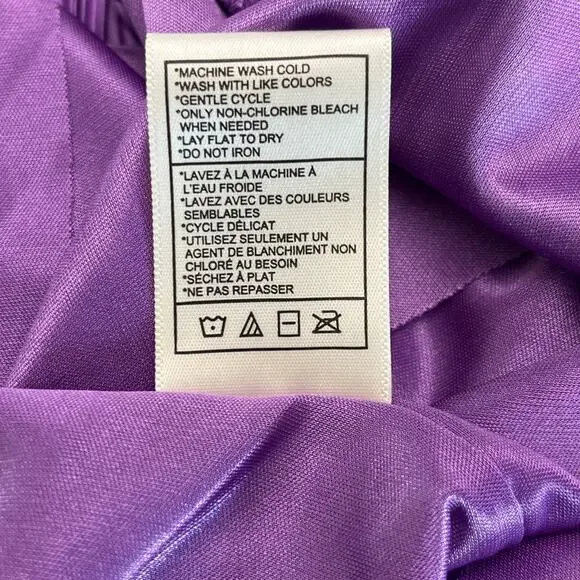 *MACHINE WASH COLD
*WASH WITH LIKE COLORS
*GENTLE CYCLE
*ONLY NON-CHLORINE BLEACH
WHEN NEEDED
*LAY FLAT TO DRY
*DO NOT IRON
*LAVEZ À LA MACHINE À
L'EAU FROIDE
*LAVEZ AVEC DES COULEURS
SEMBLABLES
*CYCLE DÉLICAT
*UTILISEZ SEULEMENT UN
AGENT DE BLANCHIMENT NON
CHLORÉ AU BESOIN
*SÉCHEZ À PLAT
*NE PAS REPASSER